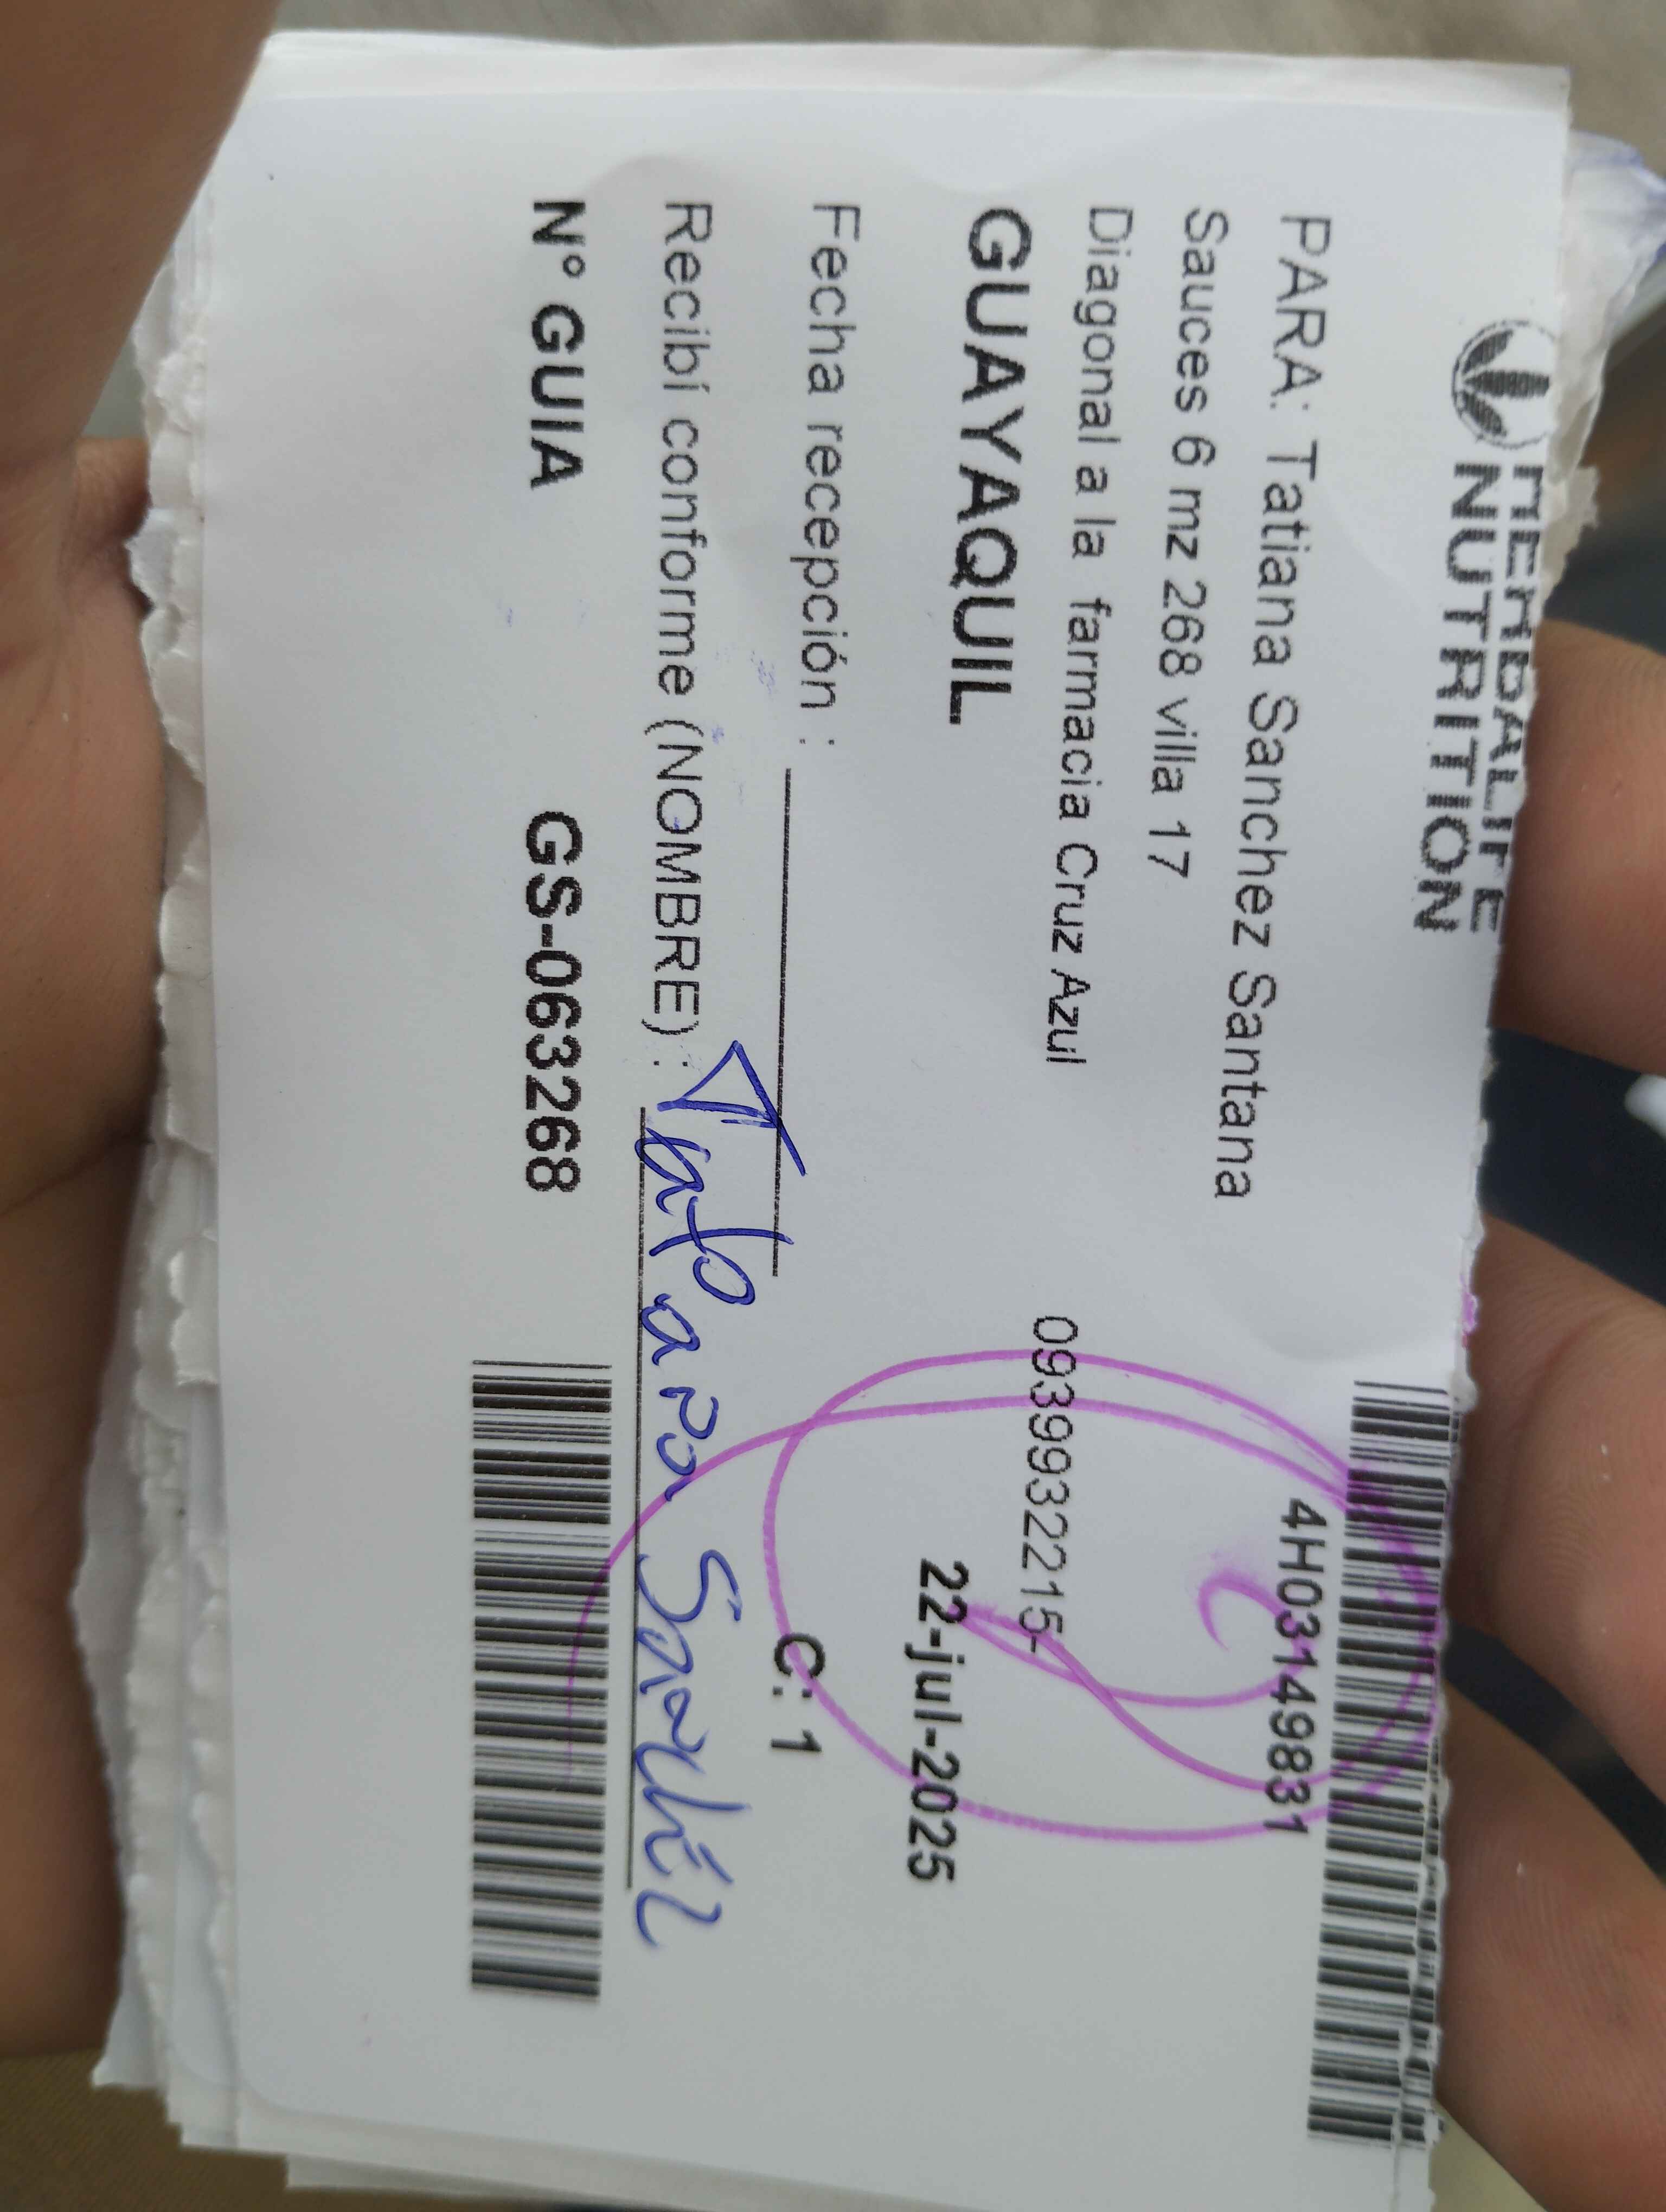 HERBALIFE
NUTRITION
4H03149831
PARA: Tatiana Sanchez Santana
Sauces 6 mz 268 villa 17
Diagonal a la farmacia Cruz Azul 0939932215-
GUAYAQUIL 22-jul-2025
Fecha recepción : C: 1
Recibí conforme (NOMBRE) :
N° GUIA GS-063268